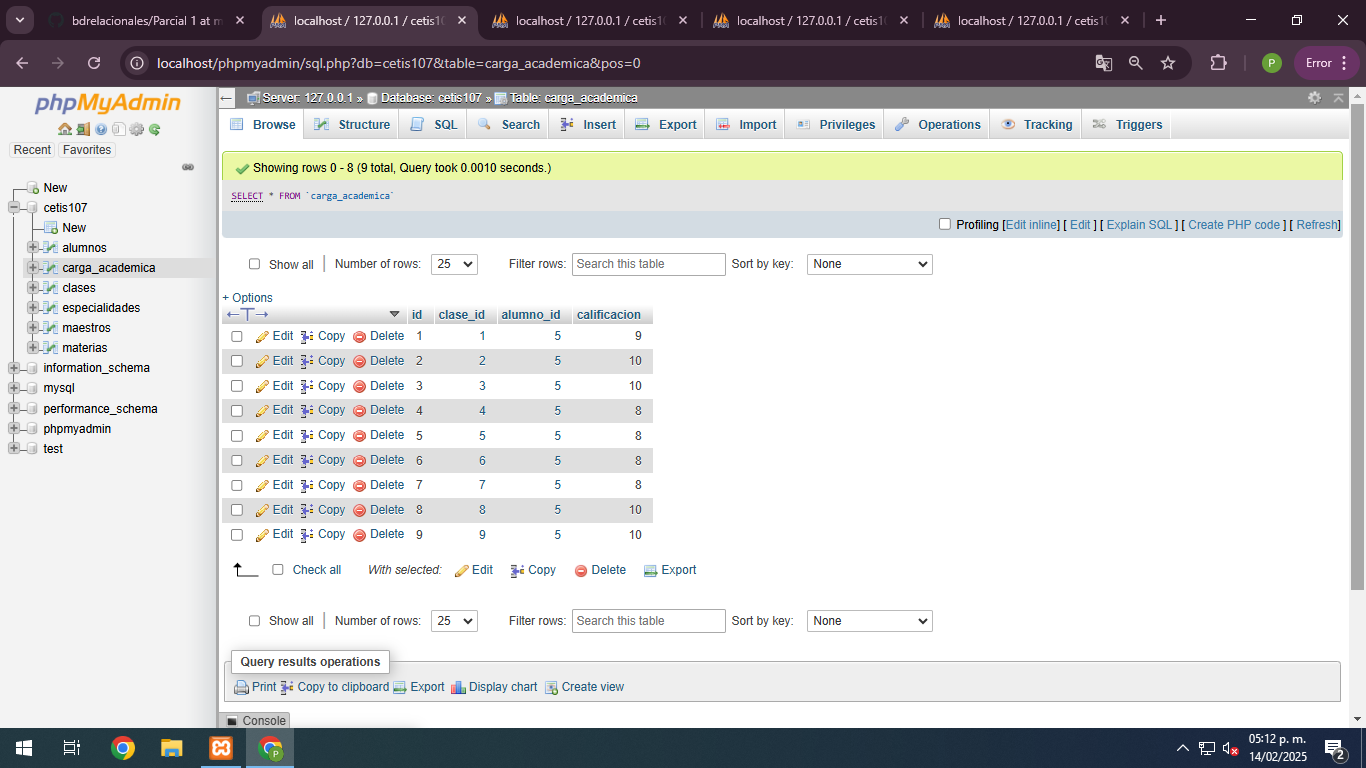 bdrelacionales/Parcial 1 at m
localhost / 127.0.0.1 / cetis10
localhost / 127.0.0.1 / cetis10
localhost / 127.0.0.1 / cetis10
localhost / 127.0.0.1 / cetis10
localhost/phpmyadmin/sql.php?db=cetis107&table=carga_academica&pos=0
P
Error
phpMyAdmin
Recent
Favorites
New
cetis107
New
alumnos
carga_academica
clases
especialidades
maestros
materias
information_schema
mysql
performance_schema
phpmyadmin
test
Server: 127.0.0.1 » Database: cetis107 » Table: carga_academica
Browse Structure SQL Search Insert Export Import Privileges Operations Tracking Triggers
Showing rows 0 - 8 (9 total, Query took 0.0010 seconds.)
SELECT * FROM `carga_academica`
Profiling [Edit inline] [ Edit ] [ Explain SQL ] [ Create PHP code ] [ Refresh]
Show all Number of rows: 25 Filter rows: Search this table Sort by key: None
+ Options
←T→ id clase_id alumno_id calificacion
Edit Copy Delete 1 1 5 9
Edit Copy Delete 2 2 5 10
Edit Copy Delete 3 3 5 10
Edit Copy Delete 4 4 5 8
Edit Copy Delete 5 5 5 8
Edit Copy Delete 6 6 5 8
Edit Copy Delete 7 7 5 8
Edit Copy Delete 8 8 5 10
Edit Copy Delete 9 9 5 10
Check all With selected: Edit Copy Delete Export
Show all Number of rows: 25 Filter rows: Search this table Sort by key: None
Query results operations
Print Copy to clipboard Export Display chart Create view
Console
05:12 p. m.
14/02/2025
2